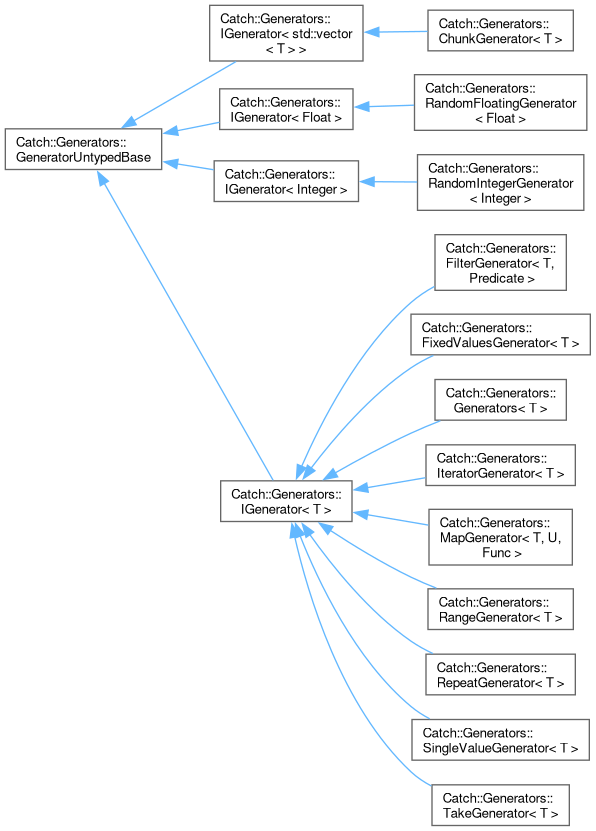 Catch::Generators::
IGenerator< std::vector
< T > >
Catch::Generators::
ChunkGenerator< T >
Catch::Generators::
IGenerator< Float >
Catch::Generators::
RandomFloatingGenerator
< Float >
Catch::Generators::
GeneratorUntypedBase
Catch::Generators::
IGenerator< Integer >
Catch::Generators::
RandomIntegerGenerator
< Integer >
Catch::Generators::
FilterGenerator< T,
Predicate >
Catch::Generators::
FixedValuesGenerator< T >
Catch::Generators::
Generators< T >
Catch::Generators::
IteratorGenerator< T >
Catch::Generators::
IGenerator< T >
Catch::Generators::
MapGenerator< T, U,
Func >
Catch::Generators::
RangeGenerator< T >
Catch::Generators::
RepeatGenerator< T >
Catch::Generators::
SingleValueGenerator< T >
Catch::Generators::
TakeGenerator< T >